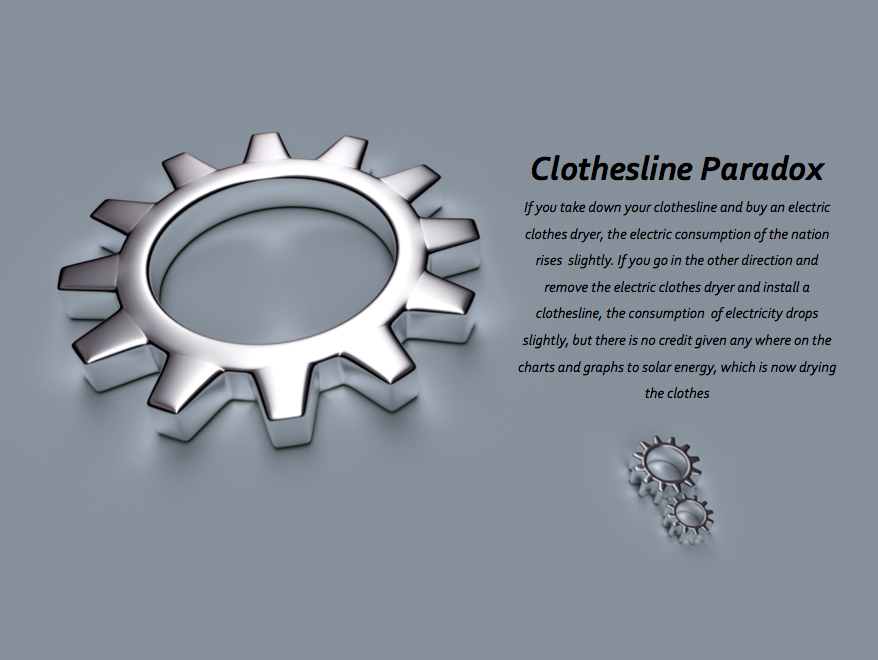 Clothesline Paradox
If you take down your clothesline and buy an electric
clothes dryer, the electric consumption of the nation
rises  slightly. If you go in the other direction and
remove the electric clothes dryer and install a
clothesline, the consumption  of electricity drops
slightly, but there is no credit given any where on the
charts and graphs to solar energy, which is now drying
the clothes